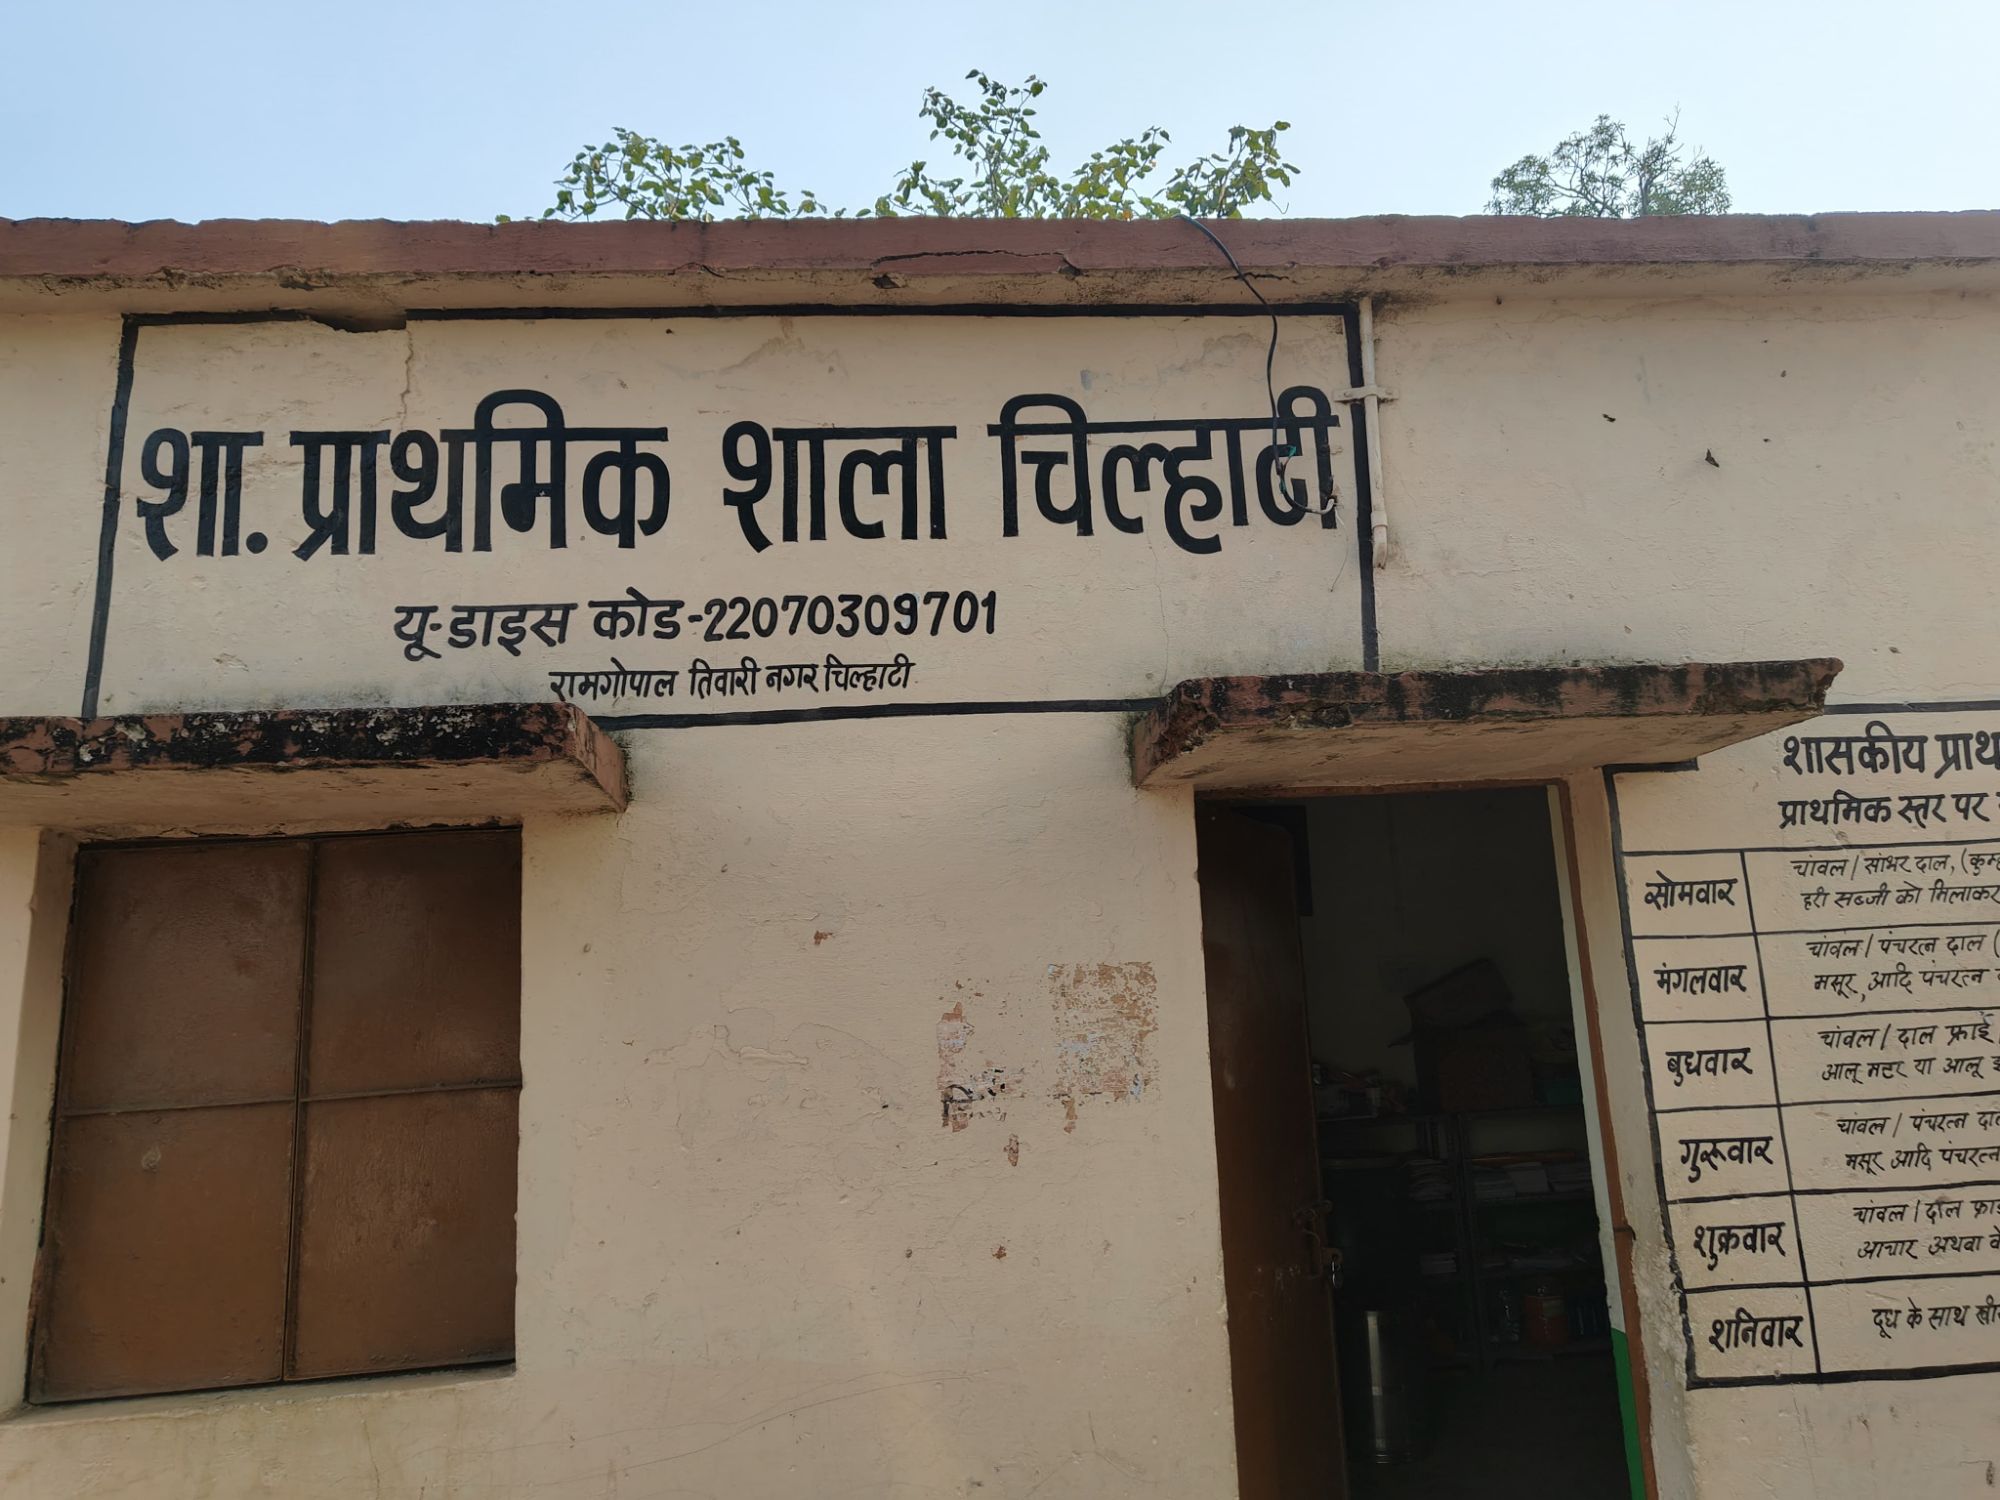 शा. प्राथमिक शाला चिल्हाटी
यू-डाइस कोड-22070309701
रामगोपाल तिवारी नगर चिल्हाटी
शासकीय प्राथ
प्राथमिक स्तर पर
सोमवार
चांवल / सांभर दाल, (कुम्ह
हरी सब्जी को मिलाकर
मंगलवार
चांवल / पंचरत्न दाल (
मसूर, आदि पंचरत्न
बुधवार
चांवल / दाल फ्राई
आलू मटर या आलू
गुरूवार
चांवल / पंचरत्न दाल
मसूर आदि पंचरत्न
शुक्रवार
चांवल / दाल फ्रा
आचार अथवा
शनिवार
दूध के साथ